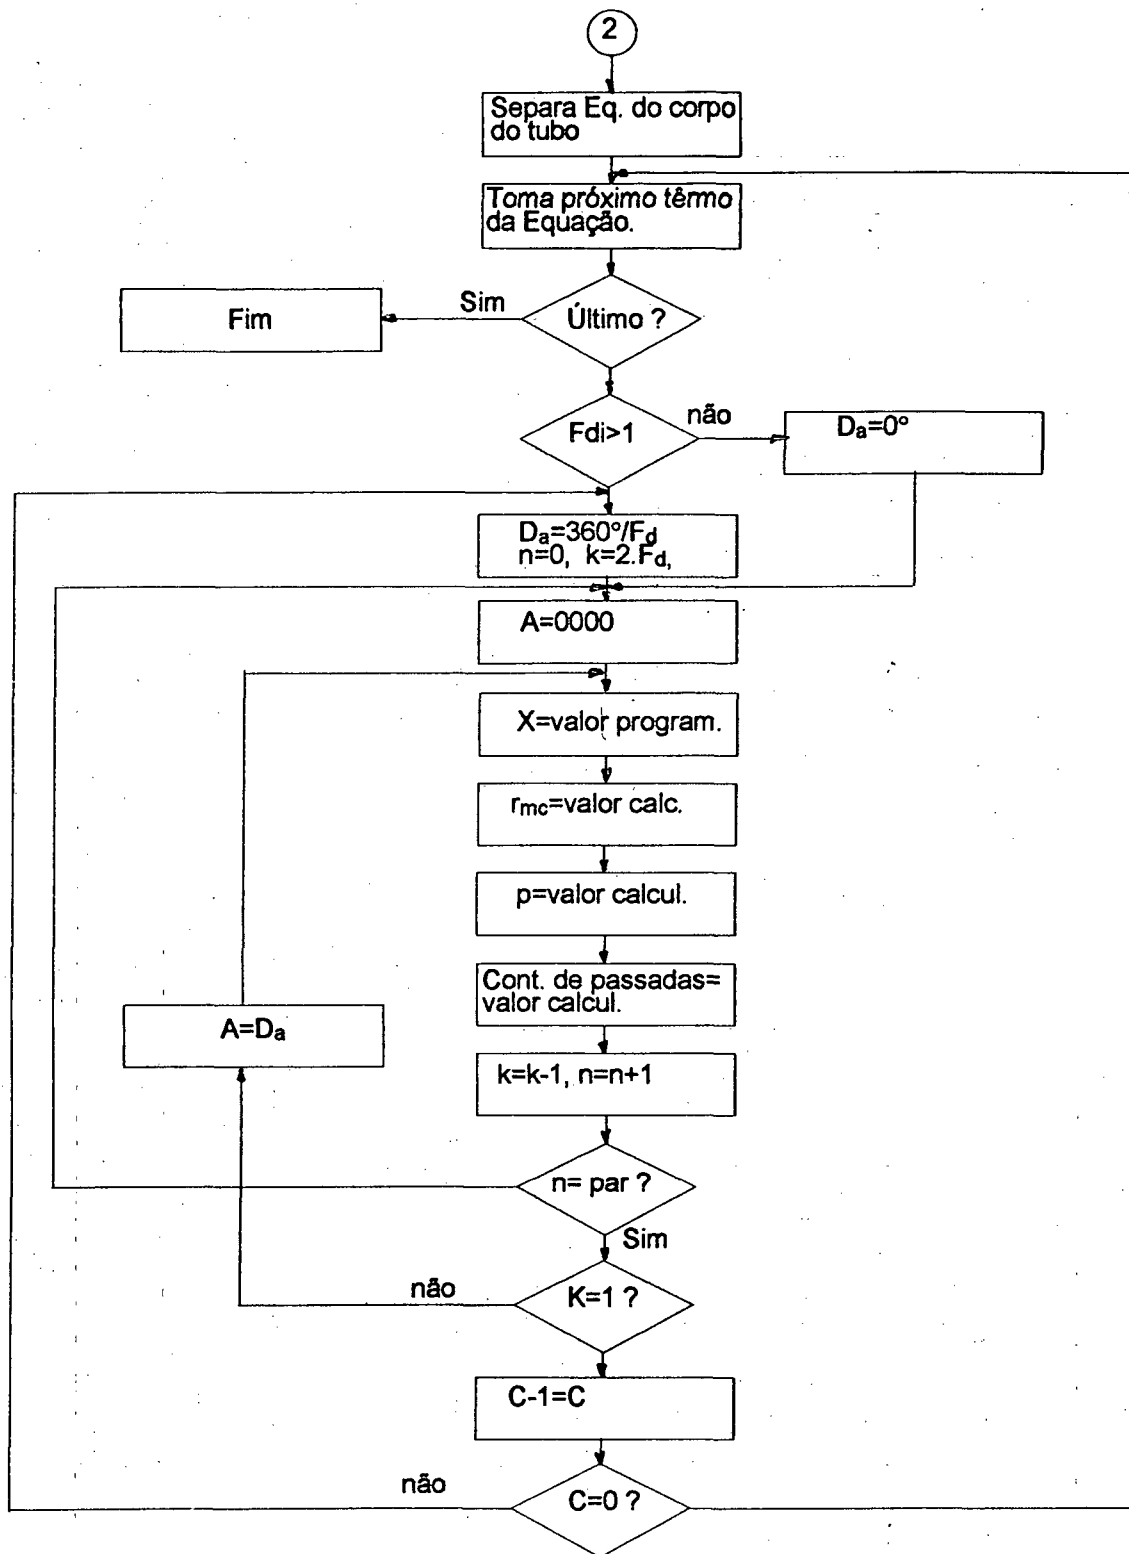 2
Separa Eq. do corpo
do tubo
Toma próximo têrmo
da Equação.
Sim
Último ?
Fim
Fdi>1
não
Da=0°
Da=360°/Fd
n=0, k=2.Fd,
A=0000
X=valor program.
rmc=valor calc.
p=valor calcul.
Cont. de passadas=
valor calcul.
A=Da
k=k-1, n=n+1
n= par ?
Sim
não
K=1 ?
C-1=C
não
C=0 ?